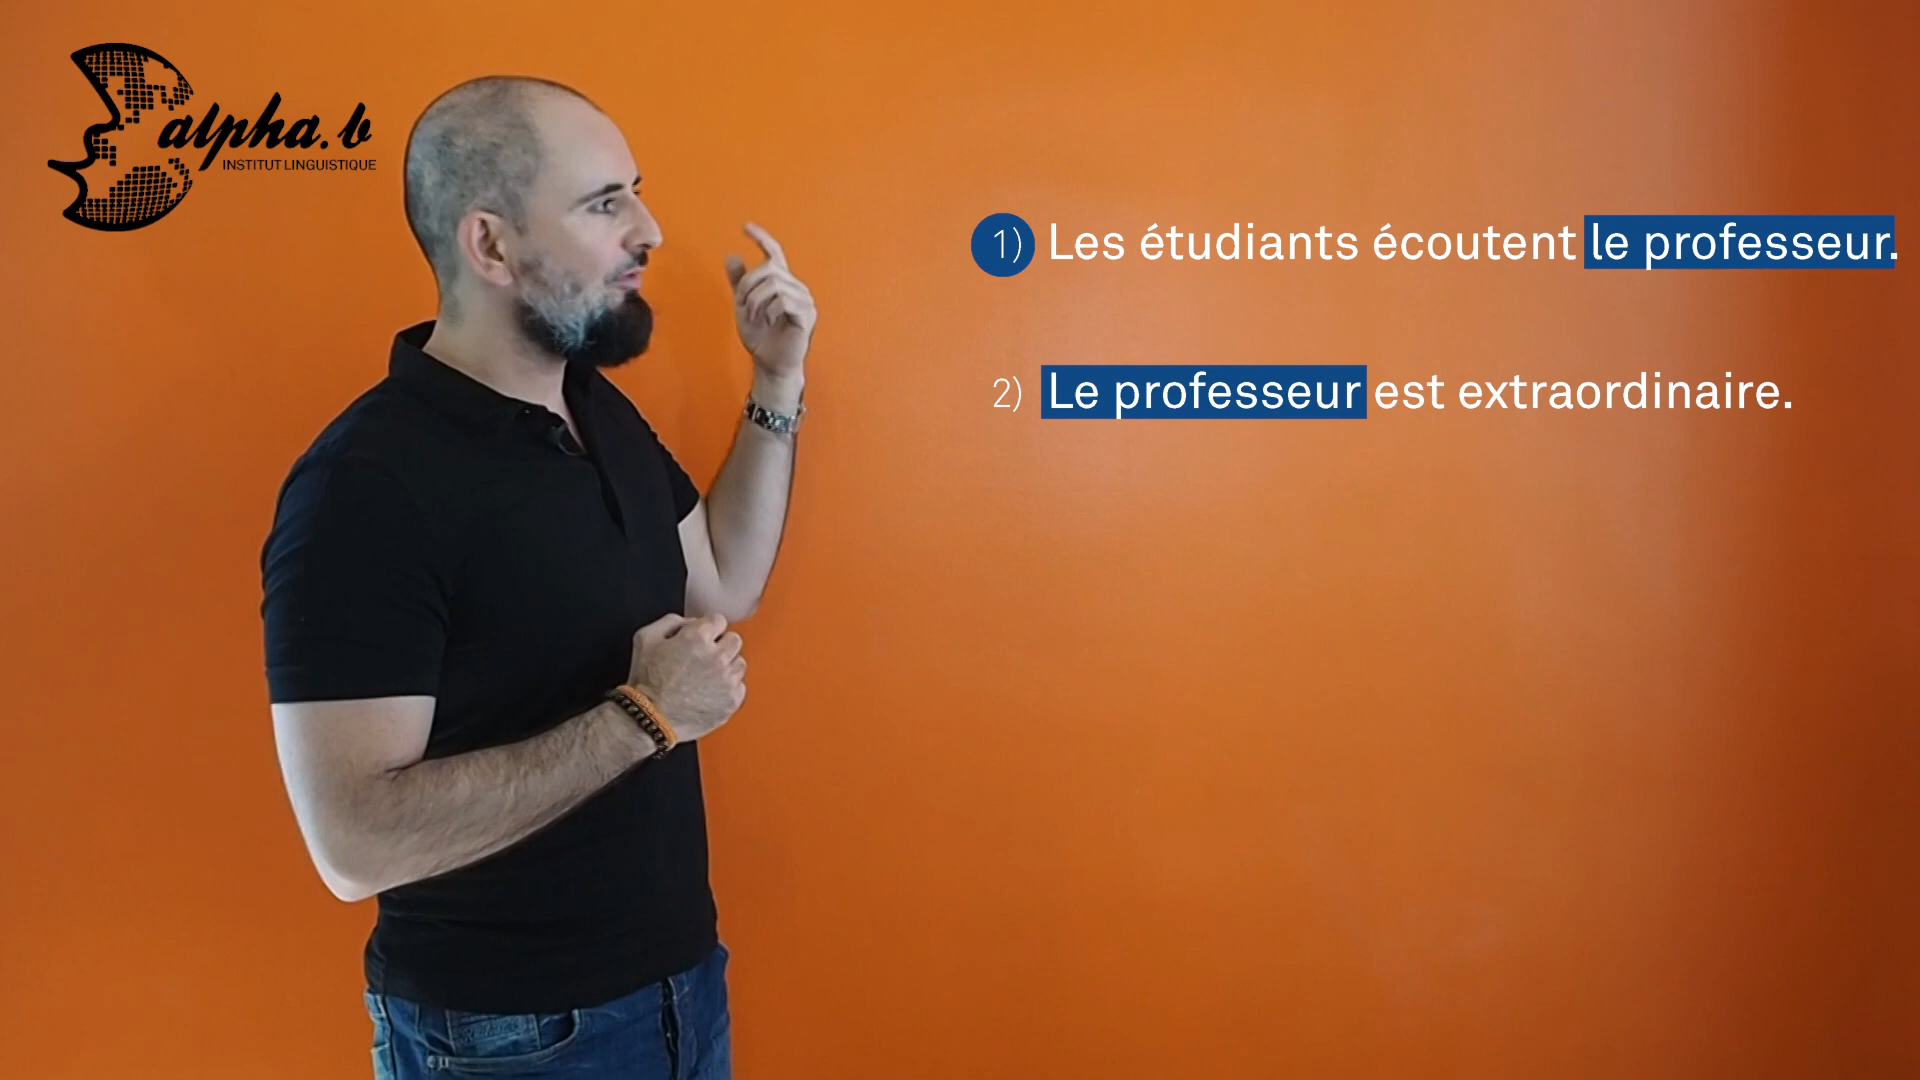 alpha.b
INSTITUT LINGUISTIQUE
1) Les étudiants écoutent le professeur.
2) Le professeur est extraordinaire.